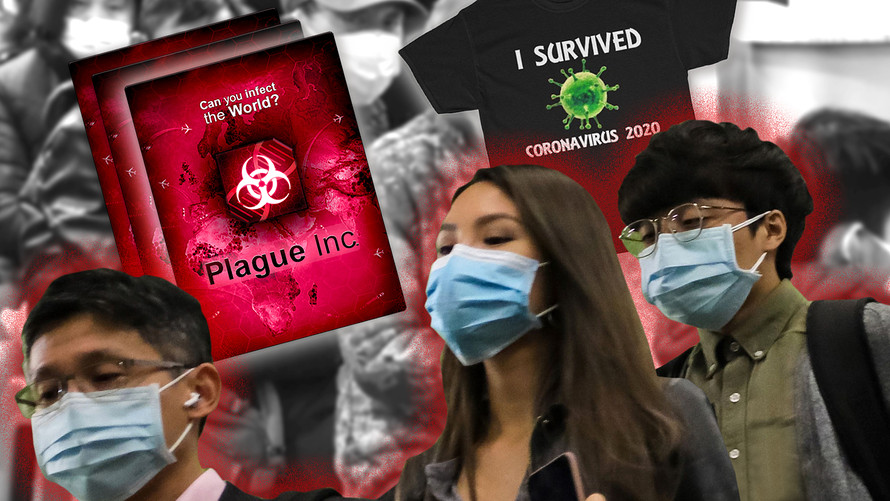 Can you infect
the World?
Plague Inc.
I SURVIVED
CORONAVIRUS 2020